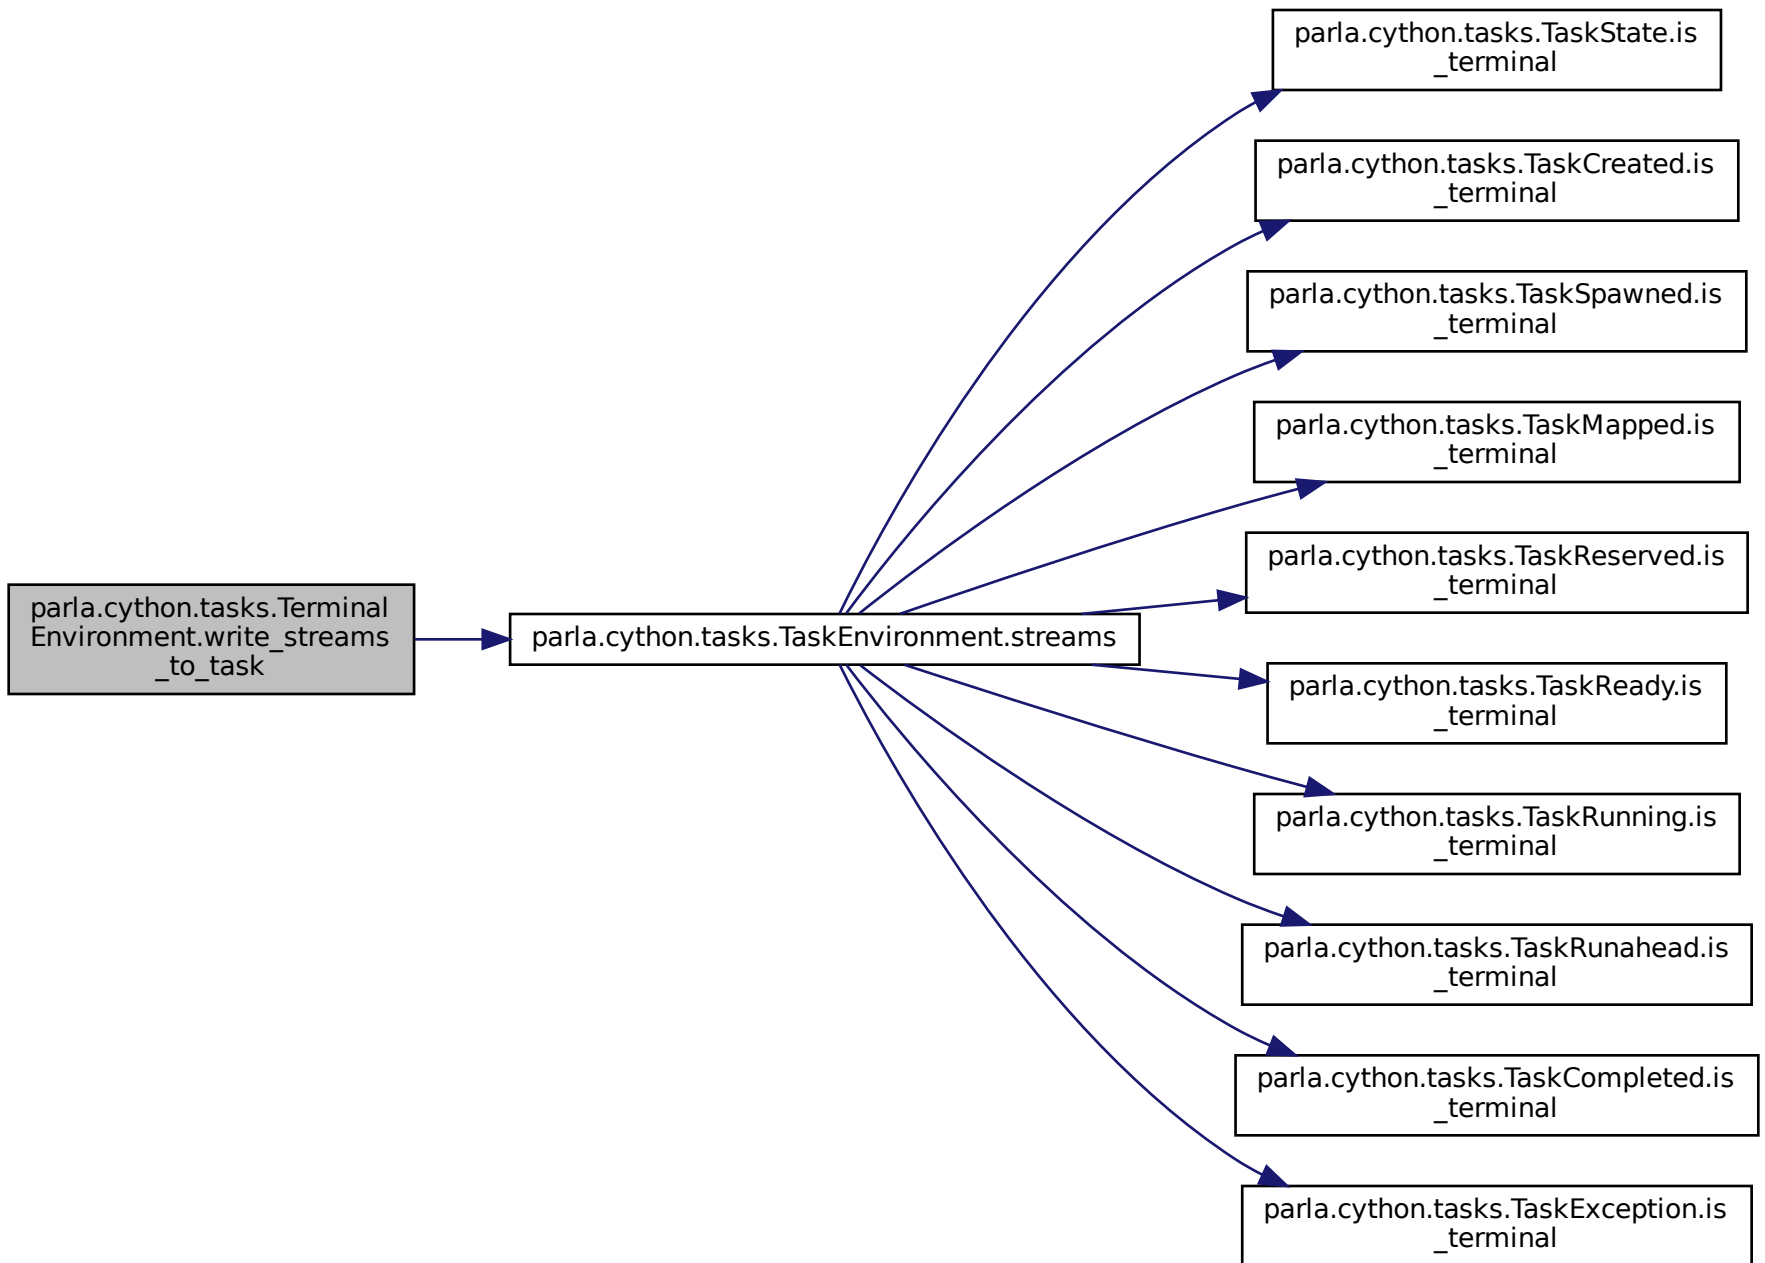 parla.cython.tasks.Terminal
Environment.write_streams
_to_task
parla.cython.tasks.TaskEnvironment.streams
parla.cython.tasks.TaskState.is
_terminal
parla.cython.tasks.TaskCreated.is
_terminal
parla.cython.tasks.TaskSpawned.is
_terminal
parla.cython.tasks.TaskMapped.is
_terminal
parla.cython.tasks.TaskReserved.is
_terminal
parla.cython.tasks.TaskReady.is
_terminal
parla.cython.tasks.TaskRunning.is
_terminal
parla.cython.tasks.TaskRunahead.is
_terminal
parla.cython.tasks.TaskCompleted.is
_terminal
parla.cython.tasks.TaskException.is
_terminal